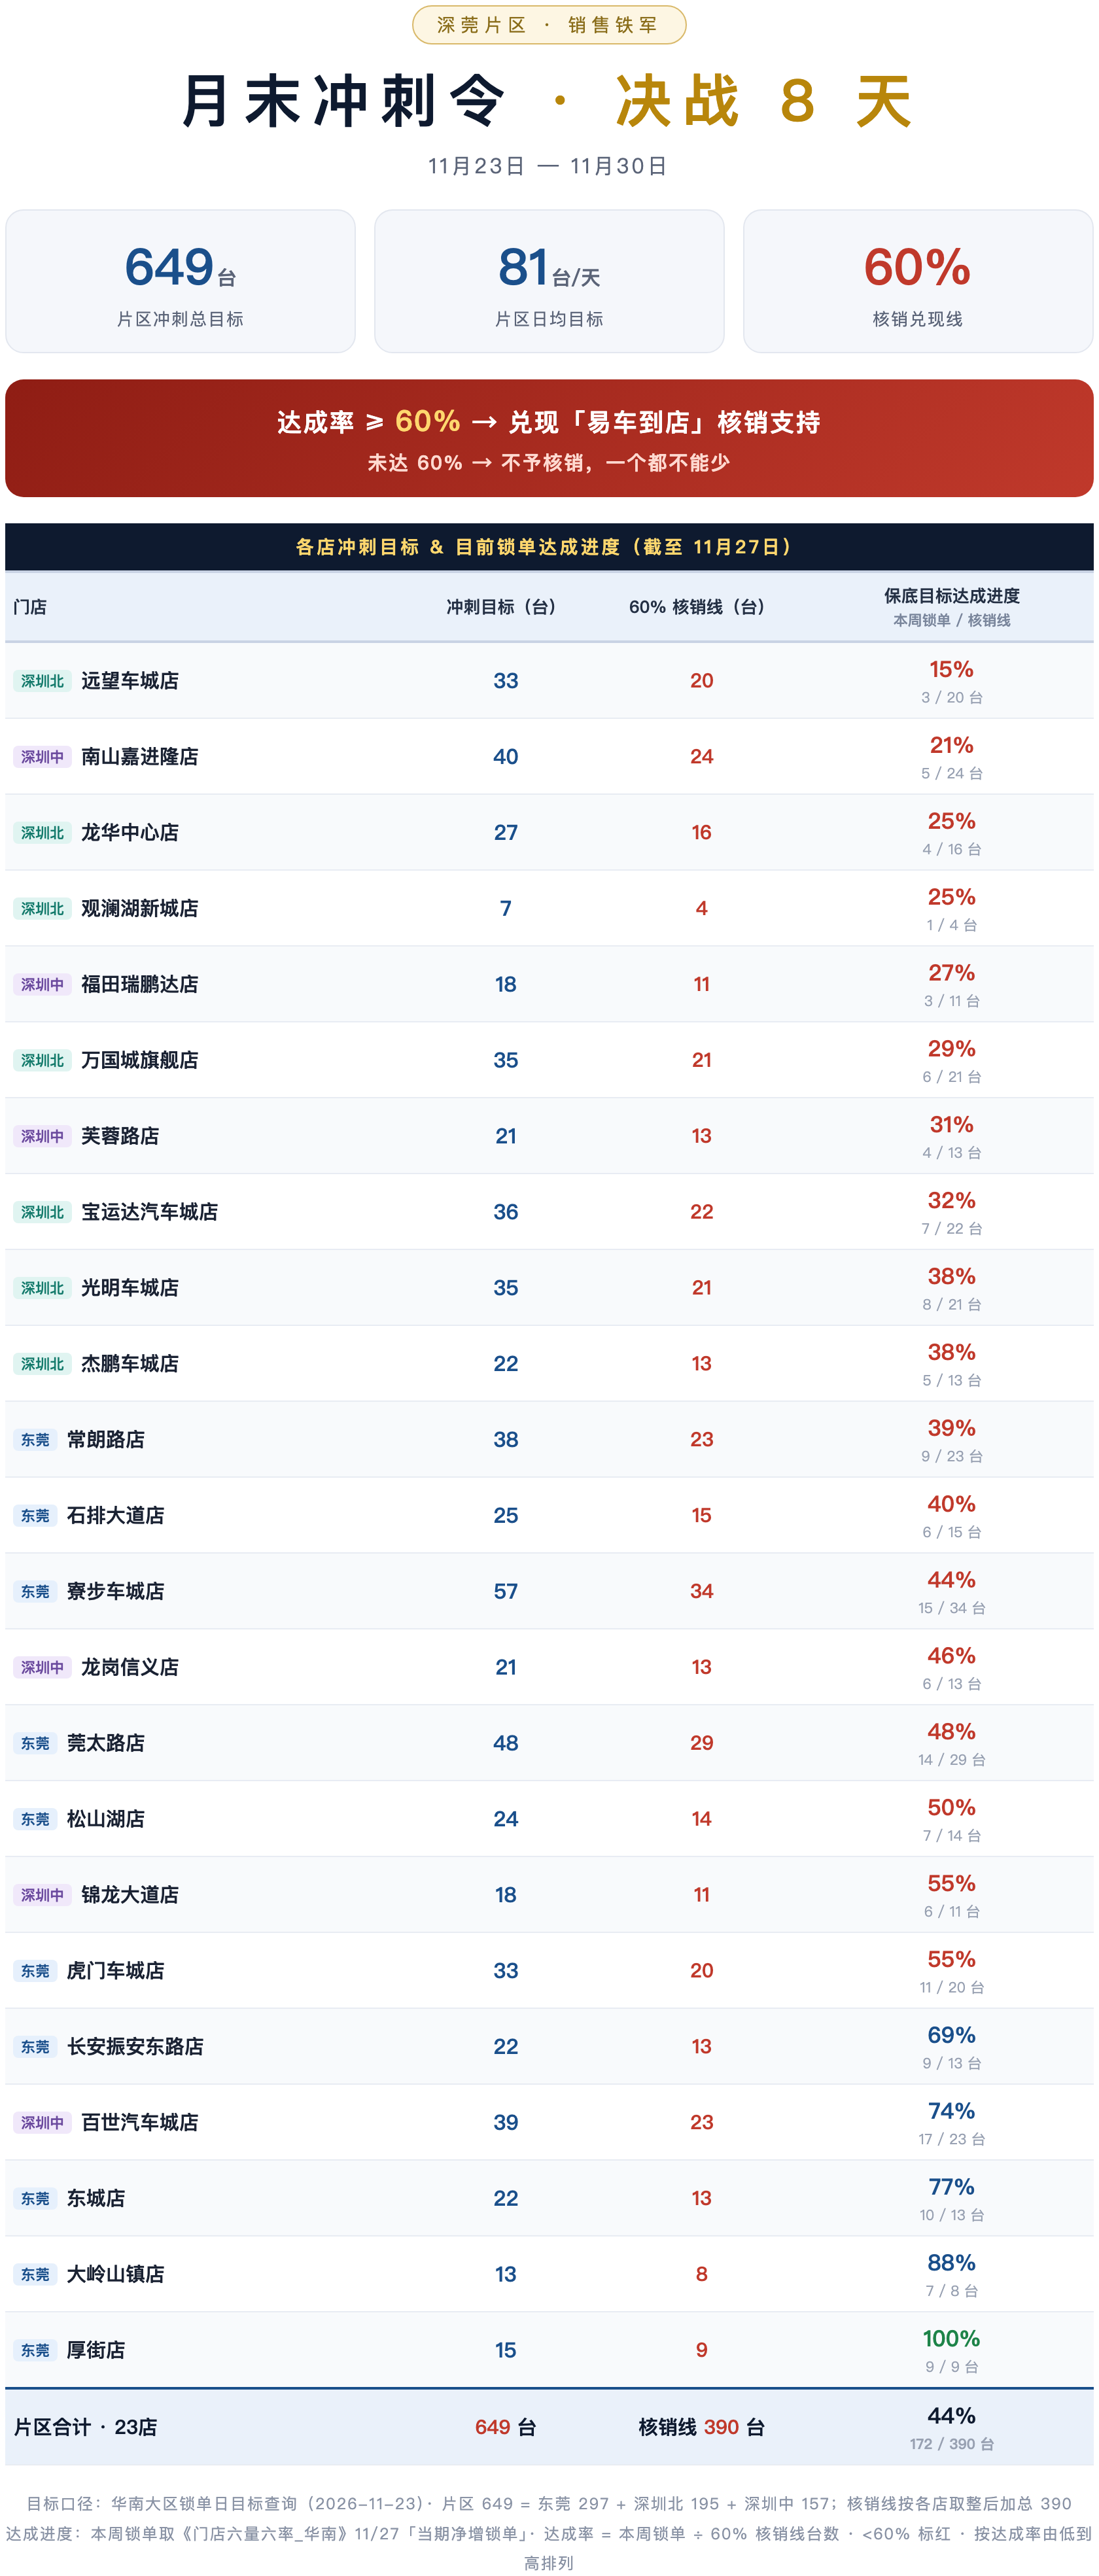 深莞片区 · 销售铁军
月末冲刺令 · 决战 8 天
11月23日 — 11月30日
649台
片区冲刺总目标
81台/天
片区日均目标
60%
核销兑现线
达成率 ≥ 60% → 兑现「易车到店」核销支持
未达 60% → 不予核销，一个都不能少
各店冲刺目标 & 目前锁单达成进度（截至 11月27日）
门店 冲刺目标（台） 60% 核销线（台） 保底目标达成进度
本周锁单 / 核销线
深圳北 远望车城店 33 20 15%
3 / 20 台
深圳中 南山嘉进隆店 40 24 21%
5 / 24 台
深圳北 龙华中心店 27 16 25%
4 / 16 台
深圳北 观澜湖新城店 7 4 25%
1 / 4 台
深圳中 福田瑞鹏达店 18 11 27%
3 / 11 台
深圳北 万国城旗舰店 35 21 29%
6 / 21 台
深圳中 芙蓉路店 21 13 31%
4 / 13 台
深圳北 宝运达汽车城店 36 22 32%
7 / 22 台
深圳北 光明车城店 35 21 38%
8 / 21 台
深圳北 杰鹏车城店 22 13 38%
5 / 13 台
东莞 常朗路店 38 23 39%
9 / 23 台
东莞 石排大道店 25 15 40%
6 / 15 台
东莞 寮步车城店 57 34 44%
15 / 34 台
深圳中 龙岗信义店 21 13 46%
6 / 13 台
东莞 莞太路店 48 29 48%
14 / 29 台
东莞 松山湖店 24 14 50%
7 / 14 台
深圳中 锦龙大道店 18 11 55%
6 / 11 台
东莞 虎门车城店 33 20 55%
11 / 20 台
东莞 长安振安东路店 22 13 69%
9 / 13 台
深圳中 百世汽车城店 39 23 74%
17 / 23 台
东莞 东城店 22 13 77%
10 / 13 台
东莞 大岭山镇店 13 8 88%
7 / 8 台
东莞 厚街店 15 9 100%
9 / 9 台
片区合计 · 23店 649 台 核销线 390 台 44%
172 / 390 台
目标口径：华南大区锁单日目标查询（2026-11-23）· 片区 649 = 东莞 297 + 深圳北 195 + 深圳中 157；核销线按各店取整后加总 390
达成进度：本周锁单取《门店六量六率_华南》11/27「当期净增锁单」· 达成率 = 本周锁单 ÷ 60% 核销线台数 · <60% 标红 · 按达成率由低到
高排列